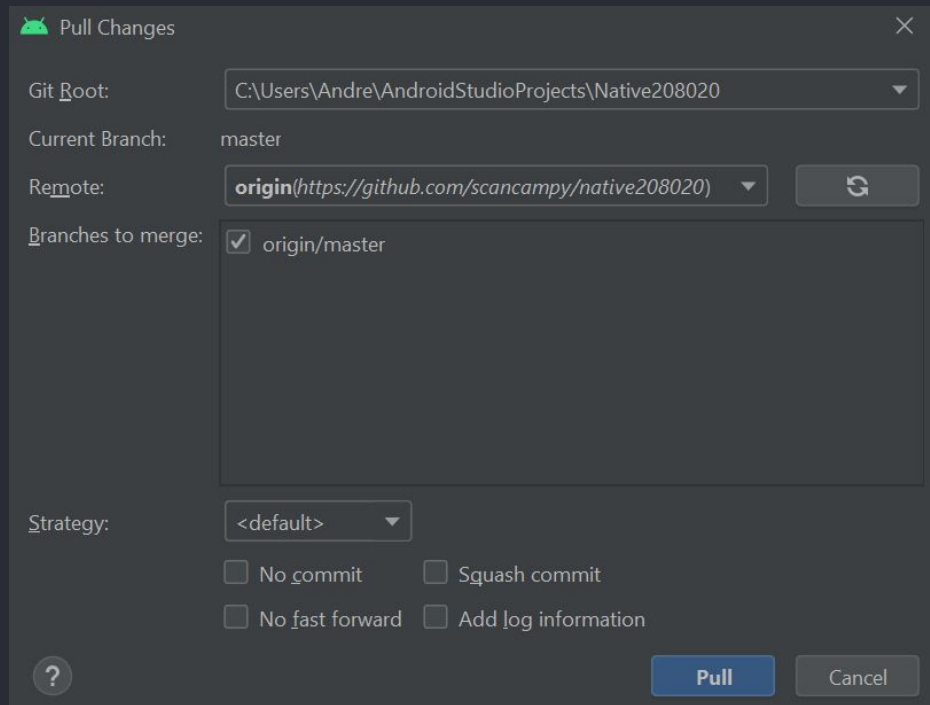 Pull Changes
Git Root: C:\Users\Andre\AndroidStudioProjects\Native208020
Current Branch: master
Remote: origin(https://github.com/scancampy/native208020)
Branches to merge: origin/master
Strategy: <default>
No commit Squash commit
No fast forward Add log information
? Pull Cancel